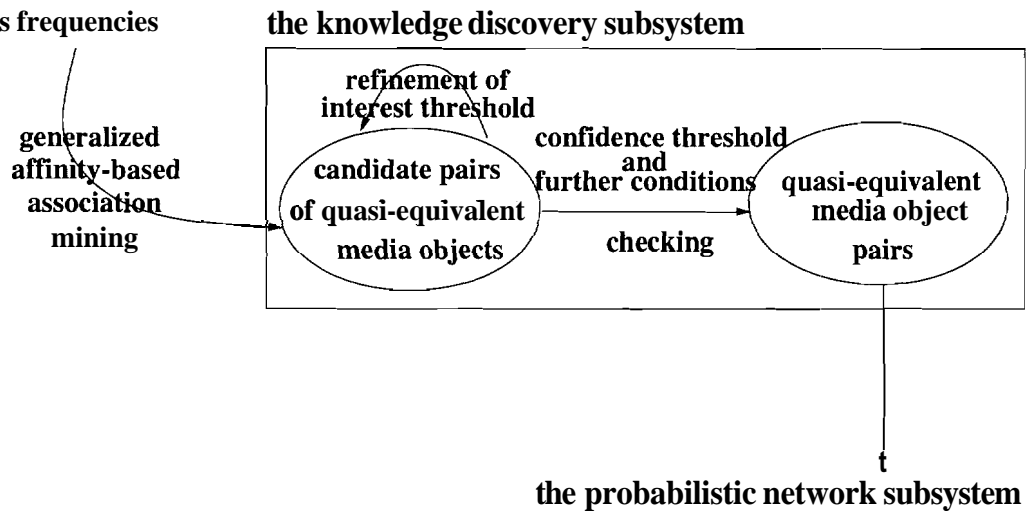 s frequencies
the knowledge discovery subsystem
refinement of
interest threshold
generalized
affinity-based
association
mining
candidate pairs
of quasi-equivalent
media objects
confidence threshold
and
further conditions
checking
quasi-equivalent
media object
pairs
t
the probabilistic network subsystem